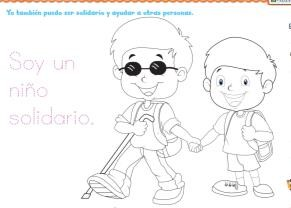 Yo también puedo ser solidario y ayudar a otras personas.
Soy un
niño
solidario.